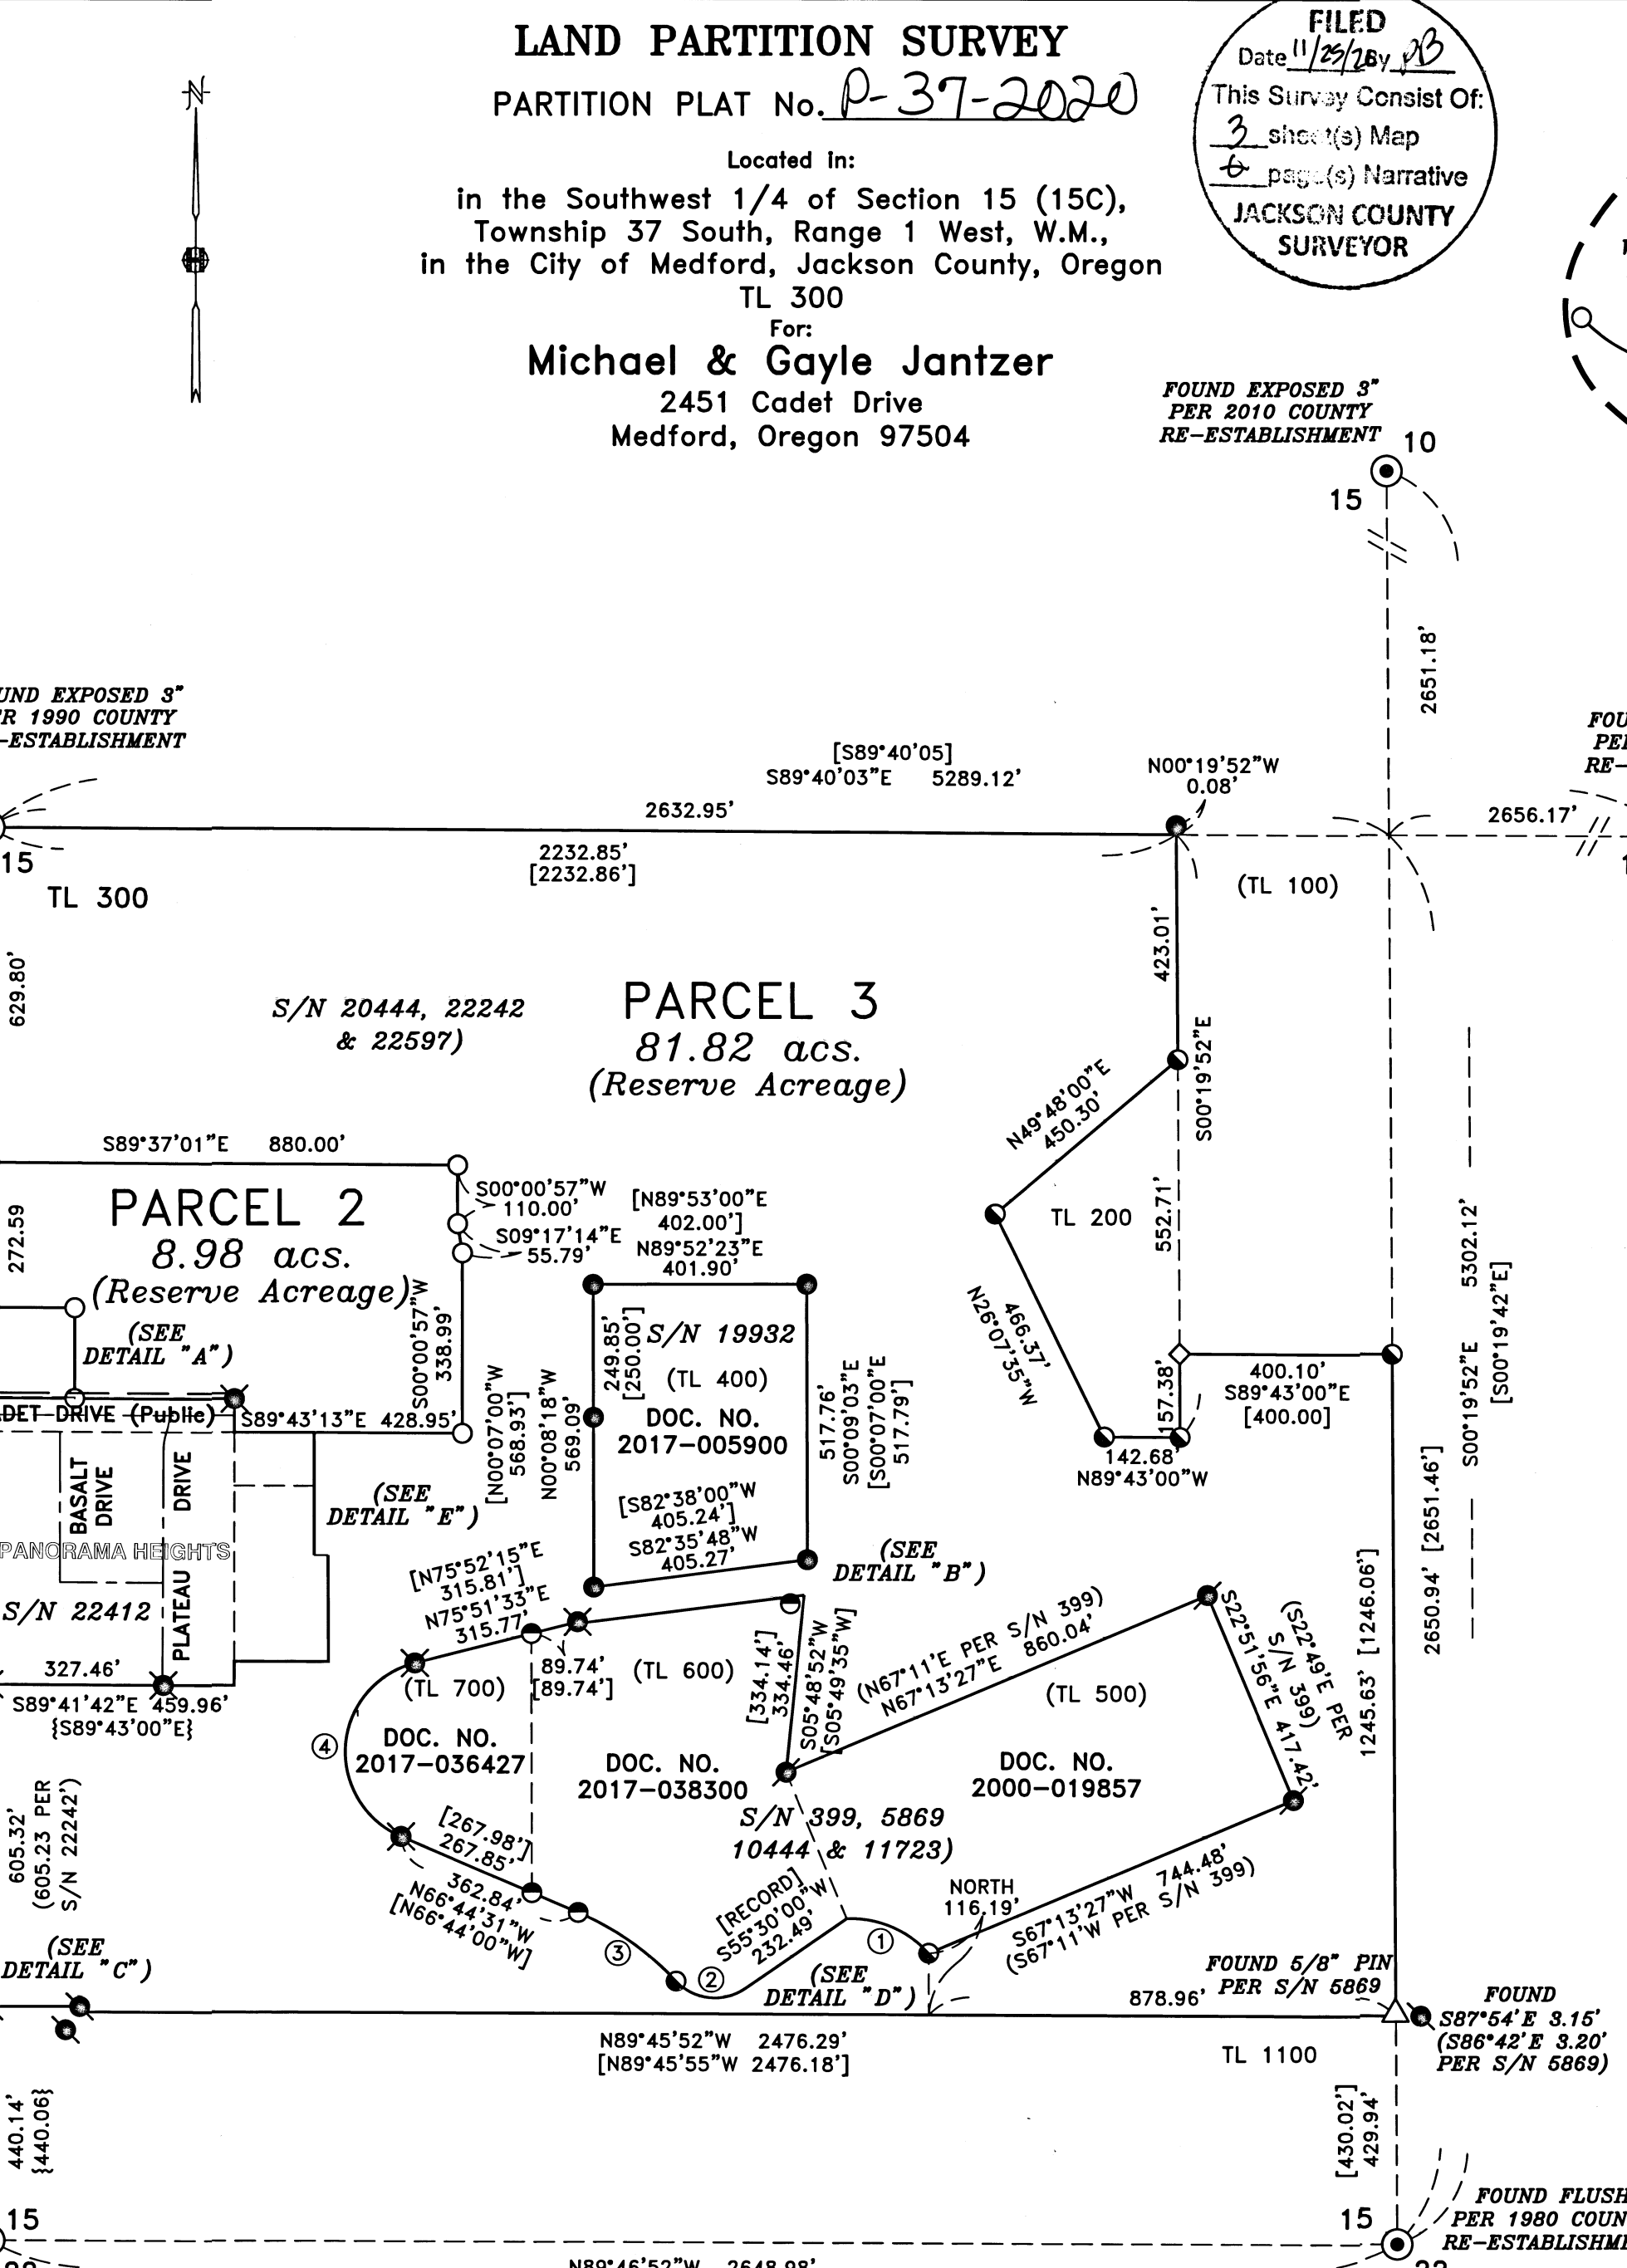 LAND PARTITION SURVEY
PARTITION PLAT No. P-37-2020
Located in:
in the Southwest 1/4 of Section 15 (15C),
Township 37 South, Range 1 West, W.M.,
in the City of Medford, Jackson County, Oregon
TL 300
For:
Michael & Gayle Jantzer
2451 Cadet Drive
Medford, Oregon 97504
FILED
Date 11/25/20 By
This Survey Consist Of:
3 sheet(s) Map
6 page(s) Narrative
JACKSON COUNTY
SURVEYOR
N
FOUND EXPOSED 3"
PER 2010 COUNTY
RE-ESTABLISHMENT
10
15
2651.18'
UND EXPOSED 3"
R 1990 COUNTY
-ESTABLISHMENT
FOU
PE
RE-
[S89°40'05]
S89°40'03"E 5289.12'
N00°19'52"W
0.08'
2632.95'
2656.17'
2232.85'
[2232.86']
15
TL 300
(TL 100)
629.80'
423.01'
S/N 20444, 22242
& 22597)
PARCEL 3
81.82 acs.
(Reserve Acreage)
S00°19'52"E
N49°48'00"E
450.30'
S89°37'01"E 880.00'
PARCEL 2
8.98 acs.
(Reserve Acreage)
272.59
S00°00'57"W
110.00'
S09°17'14"E
55.79'
[N89°53'00"E
402.00']
N89°52'23"E
401.90'
TL 200
552.71'
S00°19'52"E 5302.12'
[S00°19'42"E]
(SEE
DETAIL "A")
S00°00'57"W
338.99'
249.85'
[250.00']
S/N 19932
(TL 400)
DOC. NO.
2017-005900
466.37'
N26°07'35"W
157.38'
400.10'
S89°43'00"E
[400.00]
DET DRIVE (Public)
S89°43'13"E 428.95'
[N00°07'00"W
568.93']
N00°08'18"W
569.09'
517.76'
S00°09'03"E
[S00°07'00"E
517.79']
142.68'
N89°43'00"W
BASALT
DRIVE
PLATEAU DRIVE
(SEE
DETAIL "E")
[S82°38'00"W
405.24']
S82°35'48"W
405.27'
2650.94' [2651.46']
PANORAMA HEIGHTS
S/N 22412
[N75°52'15"E
315.81']
N75°51'33"E
315.77'
(SEE
DETAIL "B")
327.46'
S89°41'42"E 459.96'
{S89°43'00"E}
(TL 700)
89.74'
[89.74']
(TL 600)
[334.14']
334.46'
S05°48'52"W
[S05°49'35"W]
(N67°11'E PER S/N 399)
N67°13'27"E 860.04'
(TL 500)
S22°51'56"E 417.42'
(S22°49'E PER
S/N 399)
1245.63' [1246.06']
4
DOC. NO.
2017-036427
DOC. NO.
2017-038300
DOC. NO.
2000-019857
S/N 399, 5869
10444 & 11723)
605.32'
(605.23 PER
S/N 22242')
[267.98']
267.85'
362.84'
N66°44'31"W
[N66°44'00"W]
[RECORD]
S55°30'00"W
232.49'
NORTH
116.19'
S67°13'27"W 744.48'
(S67°11'W PER S/N 399)
(SEE
DETAIL "C")
3
2
1
(SEE
DETAIL "D")
FOUND 5/8" PIN
PER S/N 5869
878.96'
FOUND
S87°54'E 3.15'
(S86°42'E 3.20'
PER S/N 5869)
N89°45'52"W 2476.29'
[N89°45'55"W 2476.18']
TL 1100
440.14'
{440.06}
[430.02']
429.94'
15
15
FOUND FLUSH
PER 1980 COUN
RE-ESTABLISHME
N89°46'52"W 2648.98'